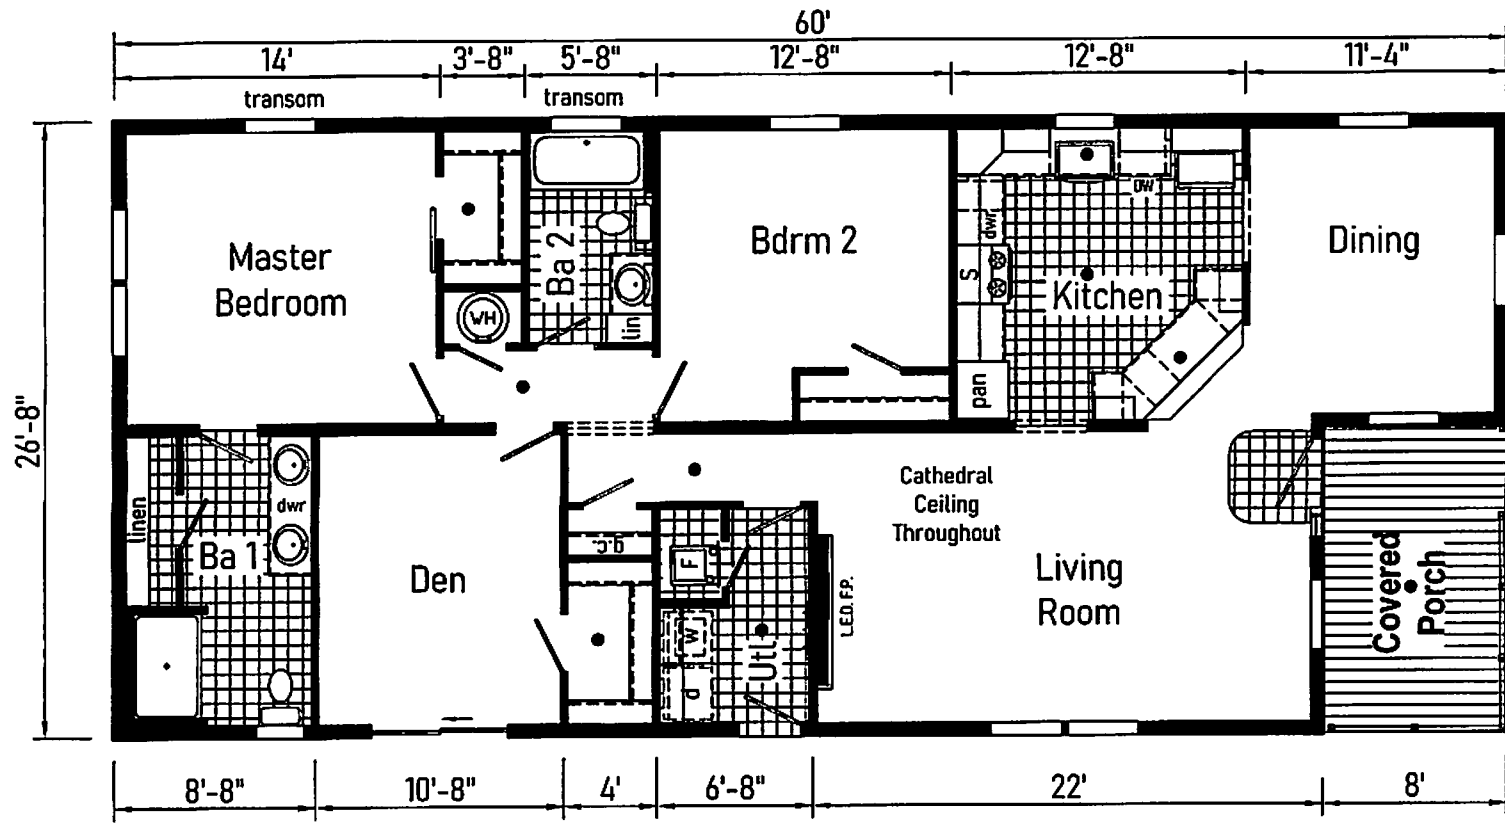 60'
14'
3'-8"
5'-8"
12'-8"
12'-8"
11'-4"
transom
transom
26'-8"
Master
Bedroom
WH
Ba 2
lin
Bdrm 2
DW
dwr
S
Kitchen
pan
Dining
linen
dwr
Ba 1
Den
g.c.
F
W
d
Utl
L.E.D. F.P.
Cathedral
Ceiling
Throughout
Living
Room
Covered
Porch
8'-8"
10'-8"
4'
6'-8"
22'
8'